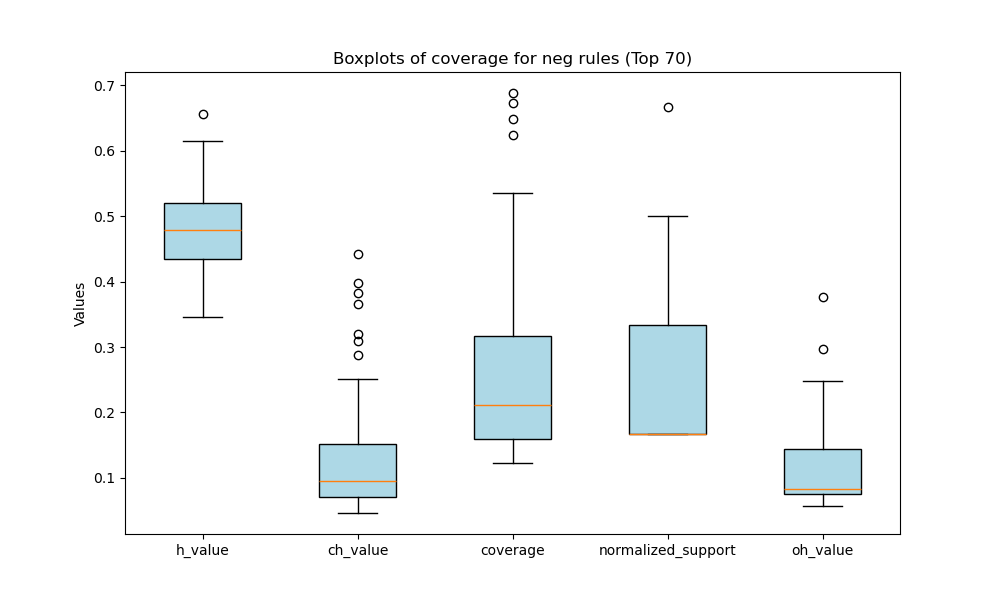 Boxplots of coverage for neg rules (Top 70)
Values
0.7
0.6
0.5
0.4
0.3
0.2
0.1
h_value ch_value coverage normalized_support oh_value